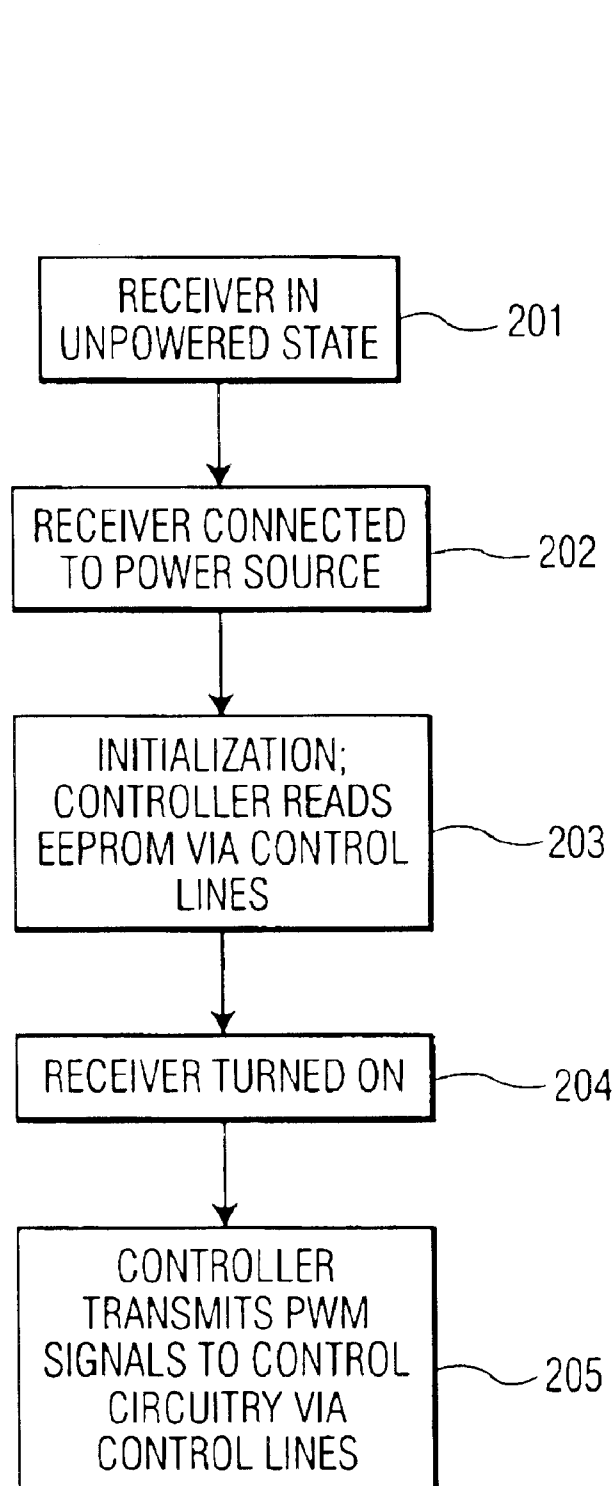 RECEIVER IN
UNPOWERED STATE
201
RECEIVER CONNECTED
TO POWER SOURCE
202
INITIALIZATION;
CONTROLLER READS
EEPROM VIA CONTROL
LINES
203
RECEIVER TURNED ON
204
CONTROLLER
TRANSMITS PWM
SIGNALS TO CONTROL
CIRCUITRY VIA
CONTROL LINES
205